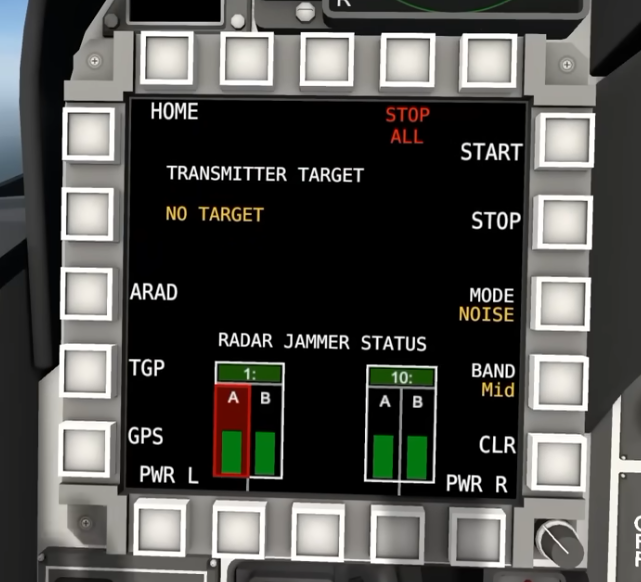 R
HOME
STOP
ALL
START
TRANSMITTER TARGET
NO TARGET
STOP
ARAD
MODE
NOISE
RADAR JAMMER STATUS
TGP
1:
10:
BAND
Mid
A B
A B
GPS
CLR
PWR L
PWR R